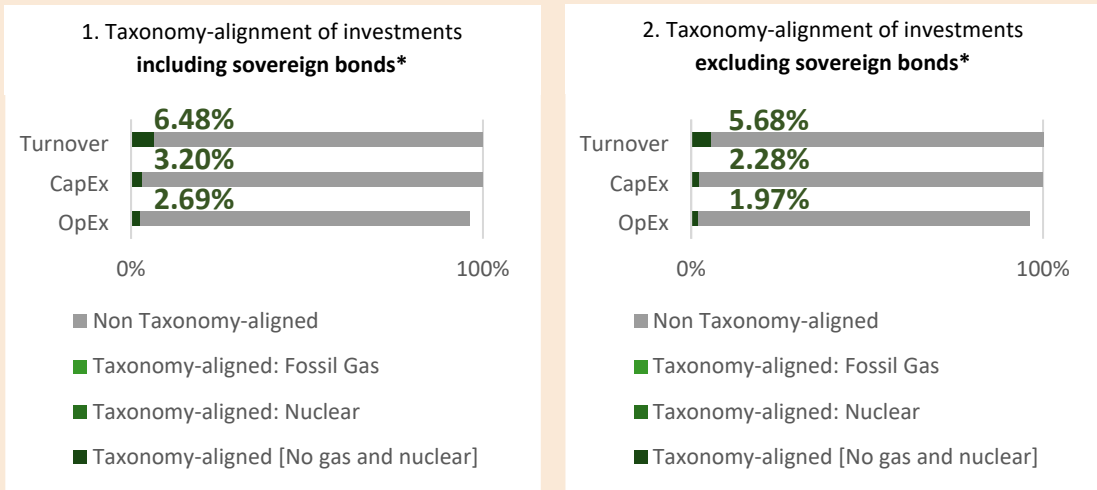 1. Taxonomy-alignment of investments
including sovereign bonds*
6.48%
Turnover
3.20%
CapEx
2.69%
OpEx
0%
100%
Non Taxonomy-aligned
Taxonomy-aligned: Fossil Gas
Taxonomy-aligned: Nuclear
Taxonomy-aligned [No gas and nuclear]
2. Taxonomy-alignment of investments
excluding sovereign bonds*
5.68%
Turnover
2.28%
CapEx
1.97%
OpEx
0%
100%
Non Taxonomy-aligned
Taxonomy-aligned: Fossil Gas
Taxonomy-aligned: Nuclear
Taxonomy-aligned [No gas and nuclear]